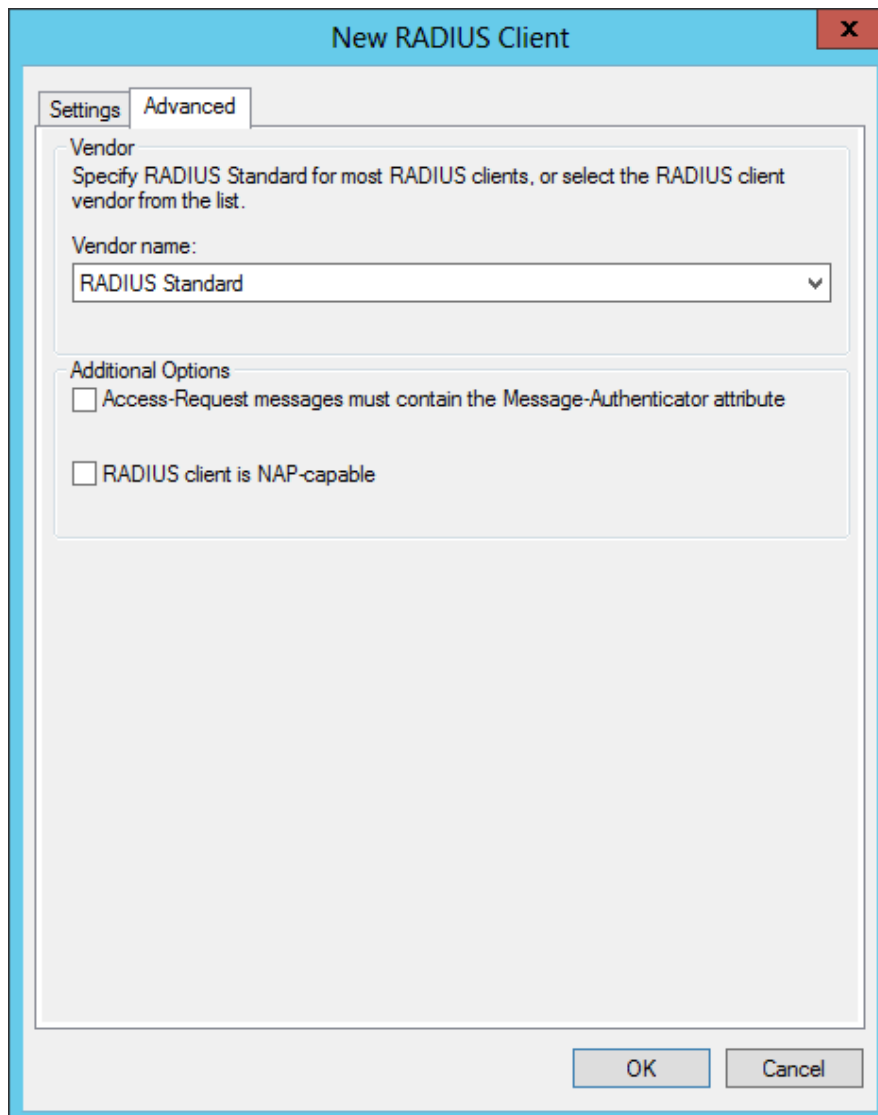 New RADIUS Client
x
Settings
Advanced
Vendor
Specify RADIUS Standard for most RADIUS clients, or select the RADIUS client
vendor from the list.
Vendor name:
RADIUS Standard
Additional Options
Access-Request messages must contain the Message-Authenticator attribute
RADIUS client is NAP-capable
OK
Cancel